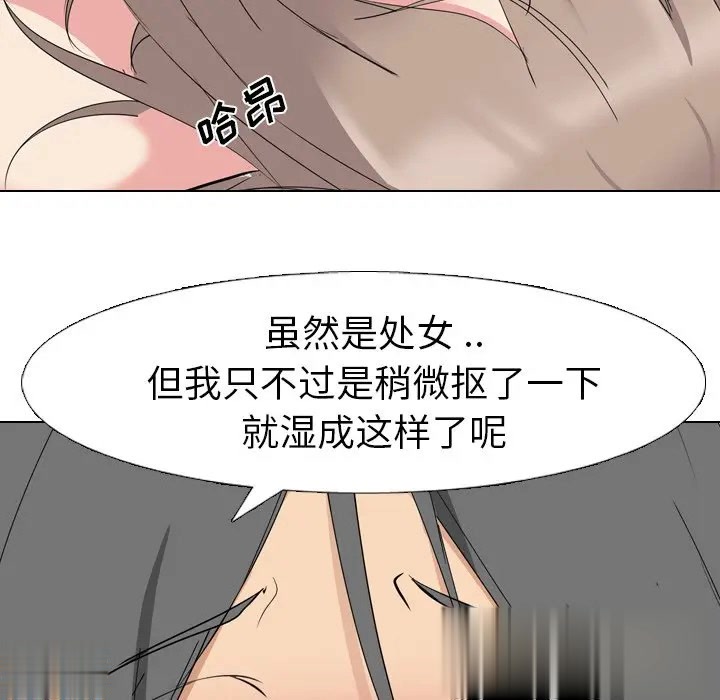 哈昂
虽然是处女..
但我只不过是稍微抠了一下
就湿成这样了呢